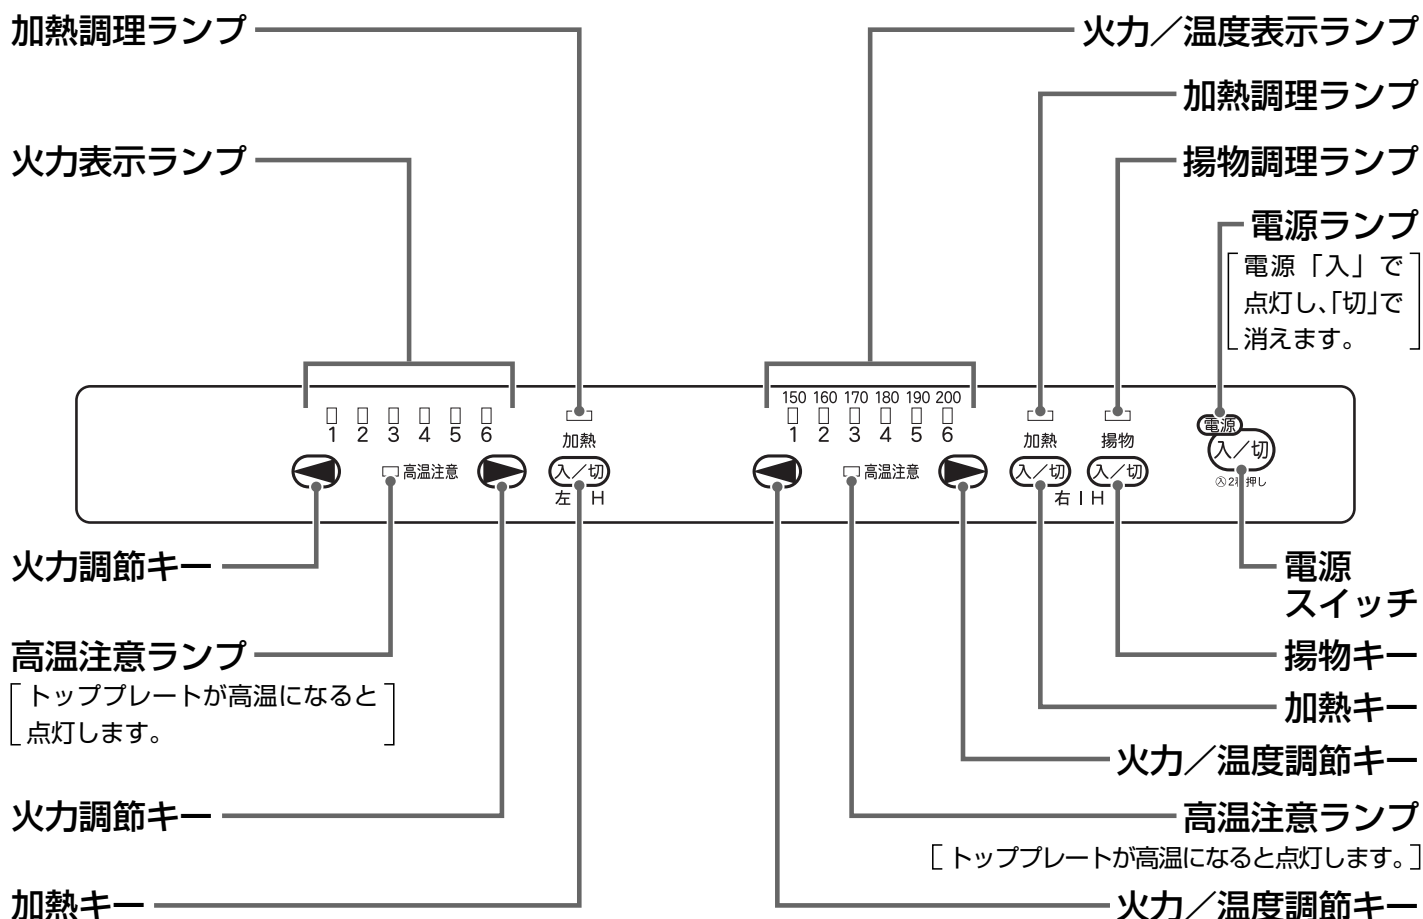 加熱調理ランプ
火力／温度表示ランプ
加熱調理ランプ
火力表示ランプ
揚物調理ランプ
電源ランプ
電源「入」で
点灯し、「切」で
消えます。
150 160 170 180 190 200
1 2 3 4 5 6
加熱
1 2 3 4 5 6
加熱
揚物
電源
入／切
高温注意
入／切
高温注意
入／切
入／切
左 H
右 I H
入2 押し
火力調節キー
電源
スイッチ
高温注意ランプ
トッププレートが高温になると
点灯します。
揚物キー
加熱キー
火力／温度調節キー
火力調節キー
高温注意ランプ
トッププレートが高温になると点灯します。
加熱キー
火力／温度調節キー